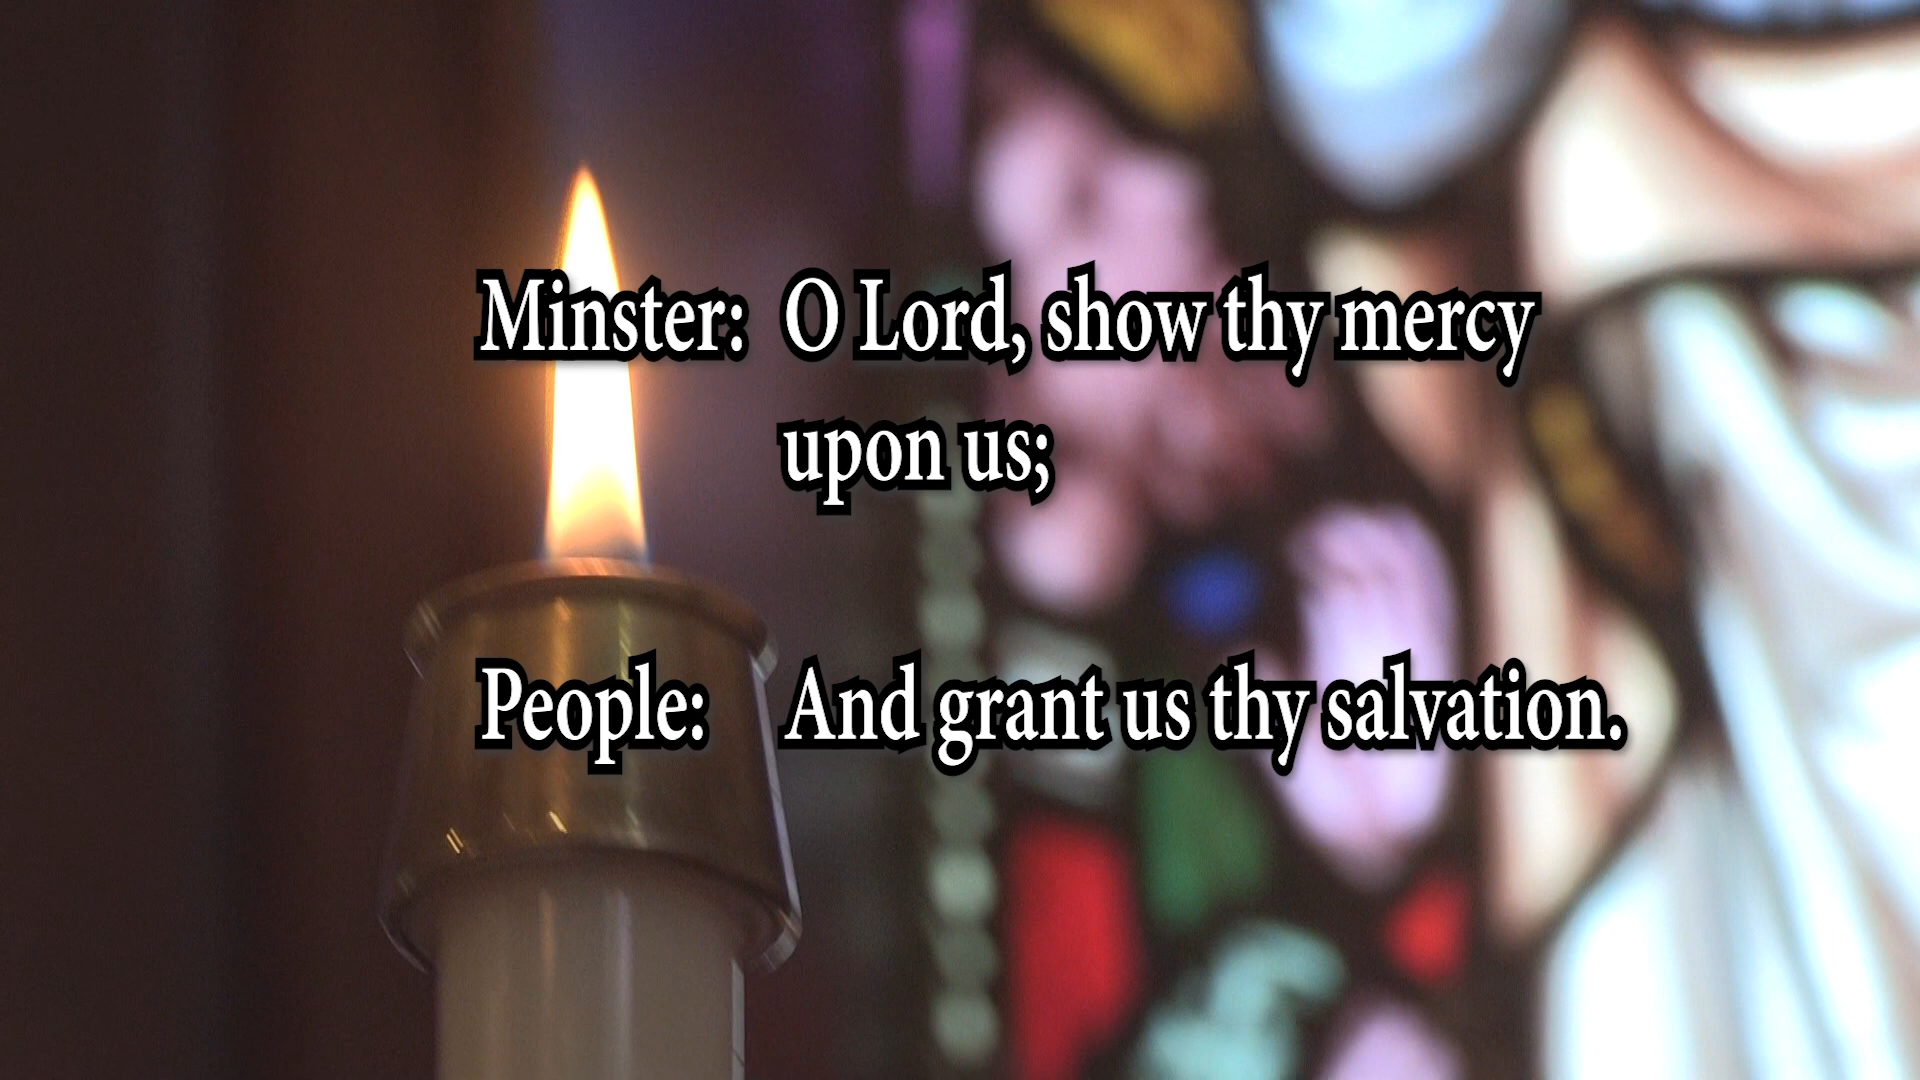 Minster: O Lord, show thy mercy
upon us;
People: And grant us thy salvation.